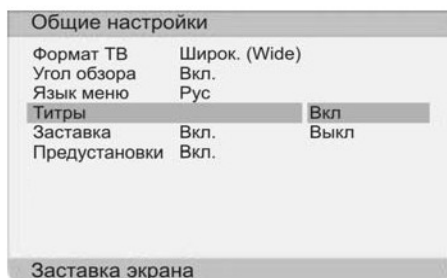 Общие настройки
Формат ТВ Широк. (Wide)
Угол обзора Вкл.
Язык меню Рус
Титры Вкл
Заставка Вкл. Выкл
Предустановки Вкл.
Заставка экрана